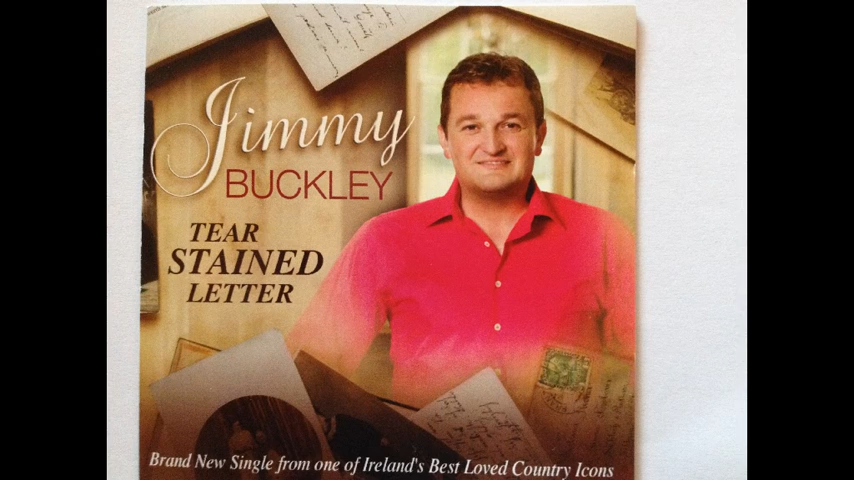 Jimmy
BUCKLEY
TEAR
STAINED
LETTER
Brand New Single from one of Ireland's Best Loved Country Icons